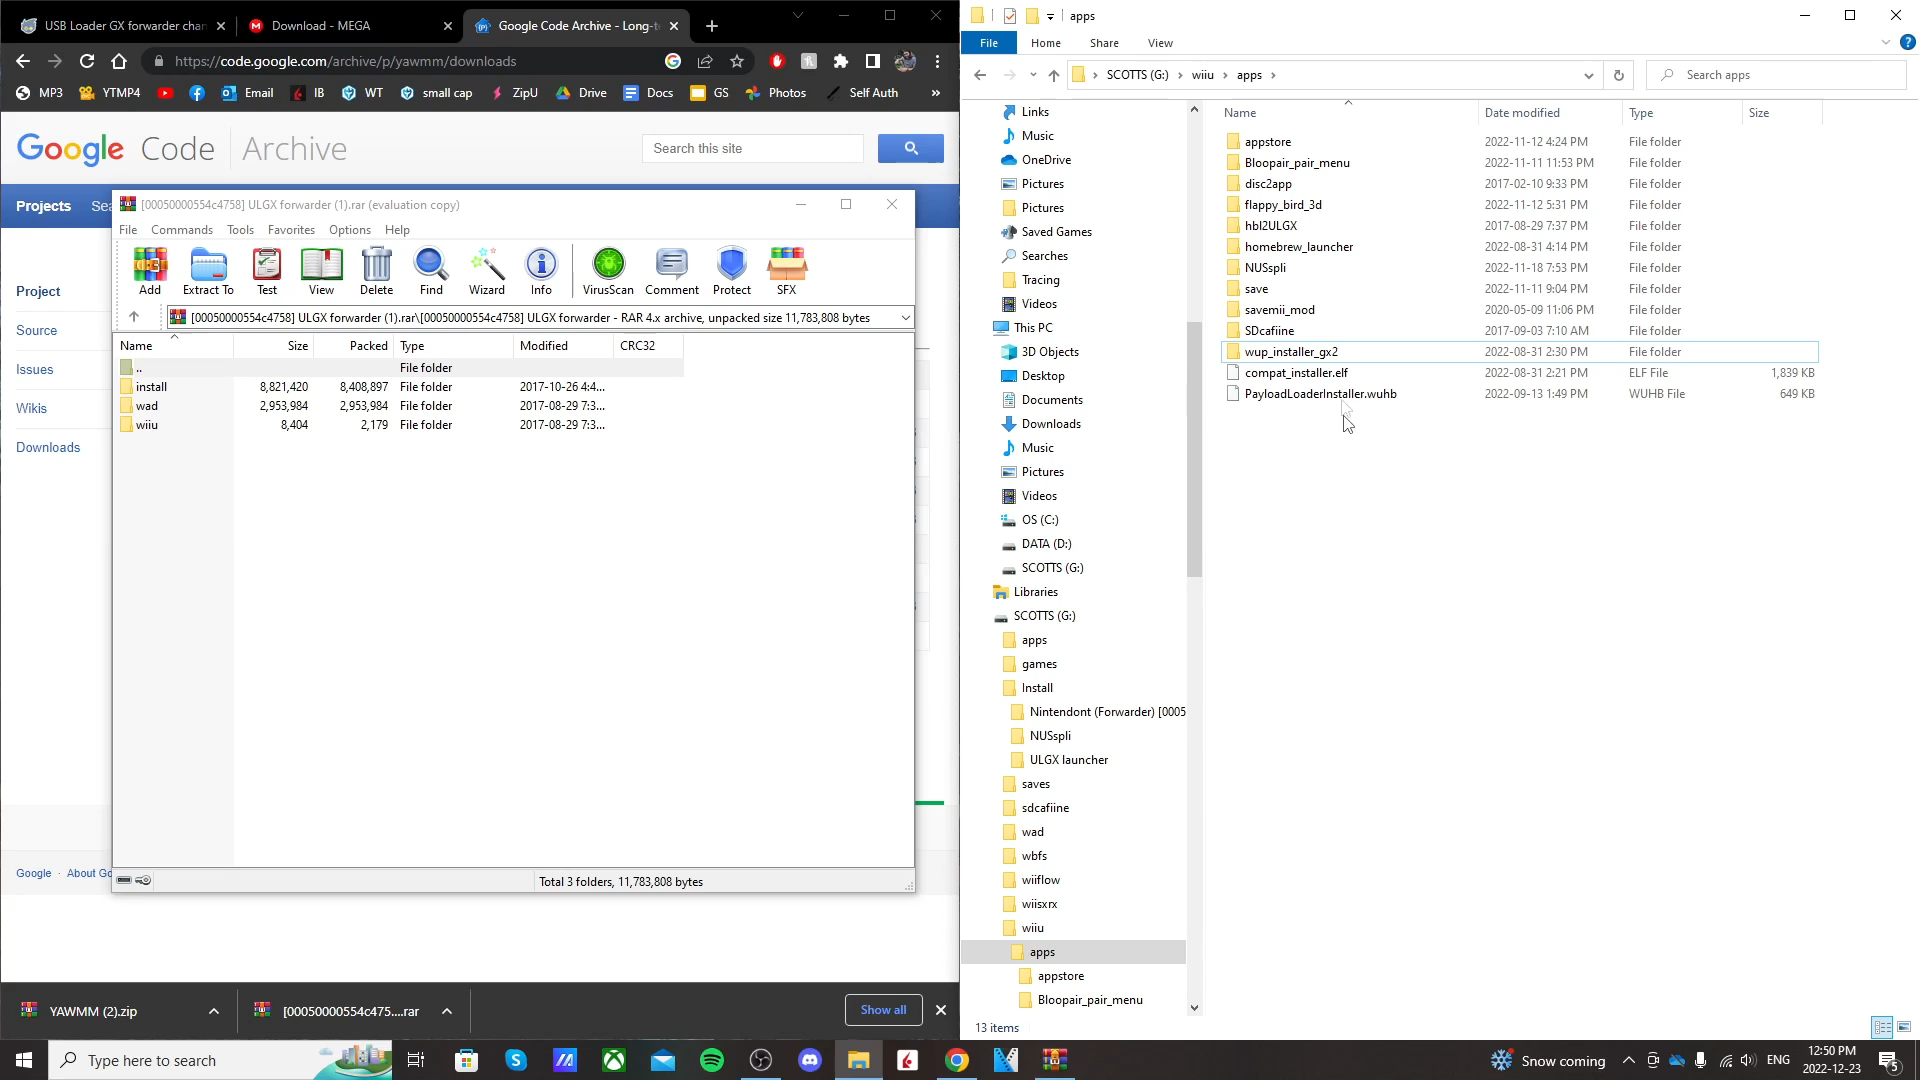 USB Loader GX forwarder chan
Download - MEGA
Google Code Archive - Long-t
https://code.google.com/archive/p/yawmm/downloads
MP3
YTMP4
Email
IB
WT
small cap
ZipU
Drive
Docs
GS
Photos
Self Auth
»
Google Code Archive
Search this site
Projects
Sea
Project
Source
Issues
Wikis
Downloads
Google · About Go
[00050000554c4758] ULGX forwarder (1).rar (evaluation copy)
File Commands Tools Favorites Options Help
Add
Extract To
Test
View
Delete
Find
Wizard
Info
VirusScan
Comment
Protect
SFX
[00050000554c4758] ULGX forwarder (1).rar\[00050000554c4758] ULGX forwarder - RAR 4.x archive, unpacked size 11,783,808 bytes
Name Size Packed Type Modified CRC32
.. File folder
install 8,821,420 8,408,897 File folder 2017-10-26 4:4...
wad 2,953,984 2,953,984 File folder 2017-08-29 7:3...
wiiu 8,404 2,179 File folder 2017-08-29 7:3...
Total 3 folders, 11,783,808 bytes
YAWMM (2).zip
[00050000554c475....rar
Show all
apps
File Home Share View
SCOTTS (G:) › wiiu › apps ›
Search apps
Links
Music
OneDrive
Pictures
Pictures
Saved Games
Searches
Tracing
Videos
This PC
3D Objects
Desktop
Documents
Downloads
Music
Pictures
Videos
OS (C:)
DATA (D:)
SCOTTS (G:)
Libraries
SCOTTS (G:)
apps
games
Install
Nintendont (Forwarder) [0005
NUSspli
ULGX launcher
saves
sdcafiine
wad
wbfs
wiiflow
wiisxrx
wiiu
apps
appstore
Bloopair_pair_menu
Name Date modified Type Size
appstore 2022-11-12 4:24 PM File folder
Bloopair_pair_menu 2022-11-11 11:53 PM File folder
disc2app 2017-02-10 9:33 PM File folder
flappy_bird_3d 2022-11-12 5:31 PM File folder
hbl2ULGX 2017-08-29 7:37 PM File folder
homebrew_launcher 2022-08-31 4:14 PM File folder
NUSspli 2022-11-18 7:53 PM File folder
save 2022-11-11 9:04 PM File folder
savemii_mod 2020-05-09 11:06 PM File folder
SDcafiine 2017-09-03 7:10 AM File folder
wup_installer_gx2 2022-08-31 2:30 PM File folder
compat_installer.elf 2022-08-31 2:21 PM ELF File 1,839 KB
PayloadLoaderInstaller.wuhb 2022-09-13 1:49 PM WUHB File 649 KB
13 items
Type here to search
Snow coming
ENG
12:50 PM
2022-12-23
5